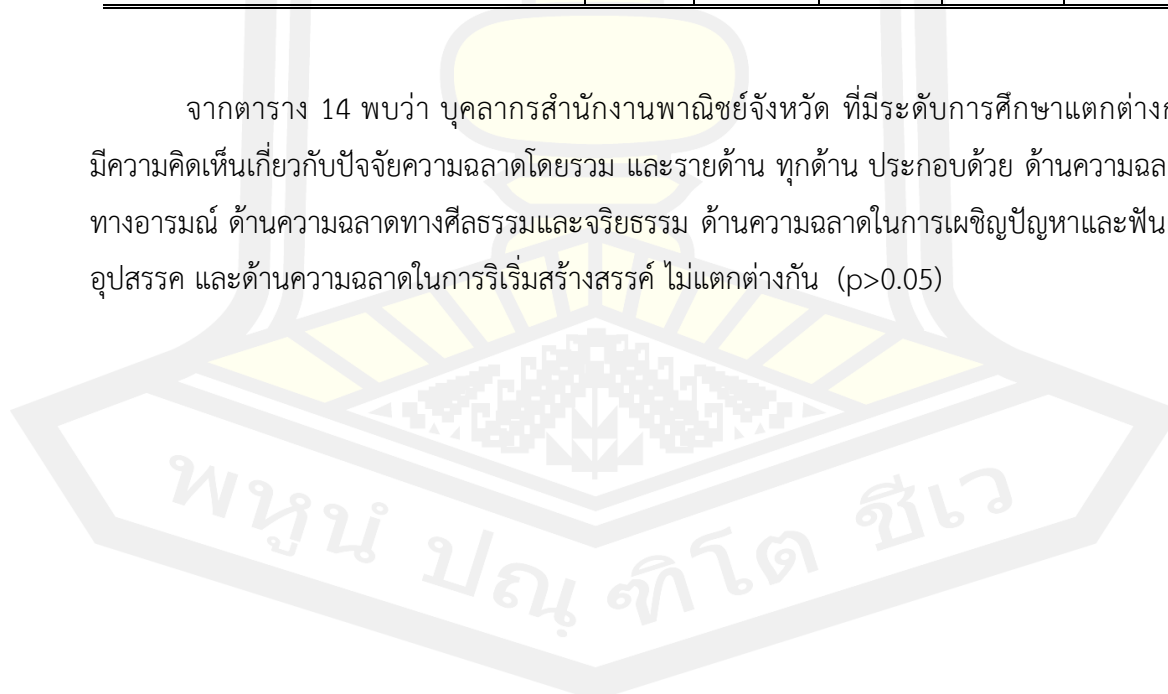 จากตาราง 14 พบว่า บุคลากรสำนักงานพาณิชย์จังหวัด ที่มีระดับการศึกษาแตกต่างก
มีความคิดเห็นเกี่ยวกับปัจจัยความฉลาดโดยรวม และรายด้าน ทุกด้าน ประกอบด้วย ด้านความฉล
ทางอารมณ์ ด้านความฉลาดทางศีลธรรมและจริยธรรม ด้านความฉลาดในการเผชิญปัญหาและฟัน
อุปสรรค และด้านความฉลาดในการริเริ่มสร้างสรรค์ ไม่แตกต่างกัน (p>0.05)
พหูนํ ปณฺฑิโต ชีเว